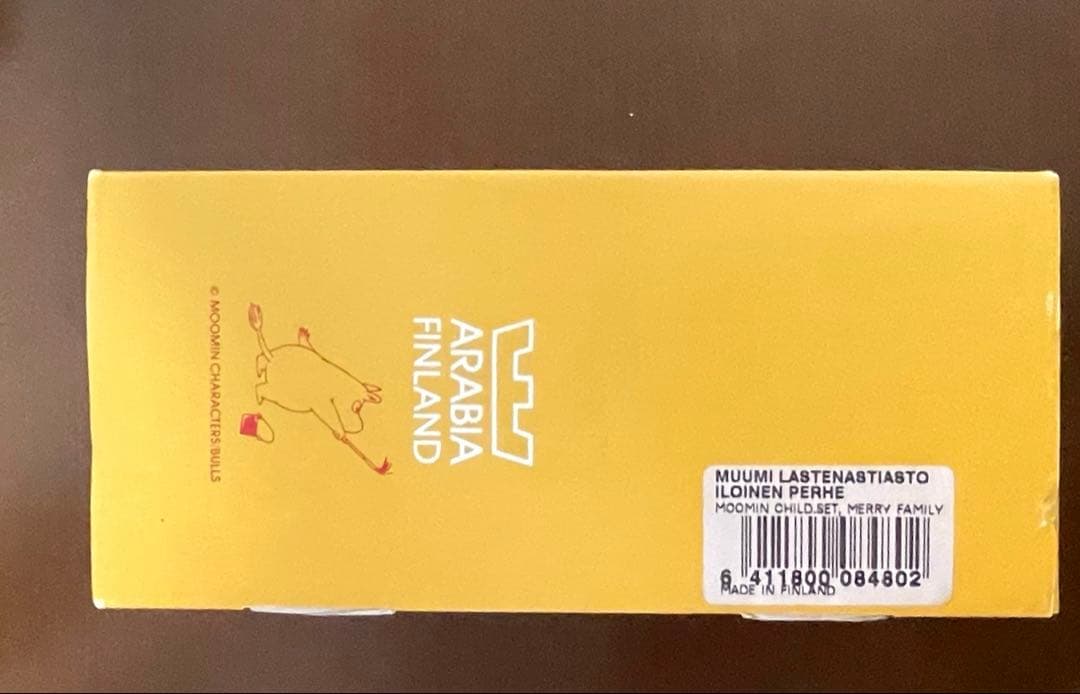 ARABIA
FINLAND
© MOOMIN CHARACTERS/BULLS
MUUMI LASTENASTIASTO
ILOINEN PERHE
MOOMIN CHILD.SET, MERRY FAMILY
6 411800 084802
MADE IN FINLAND